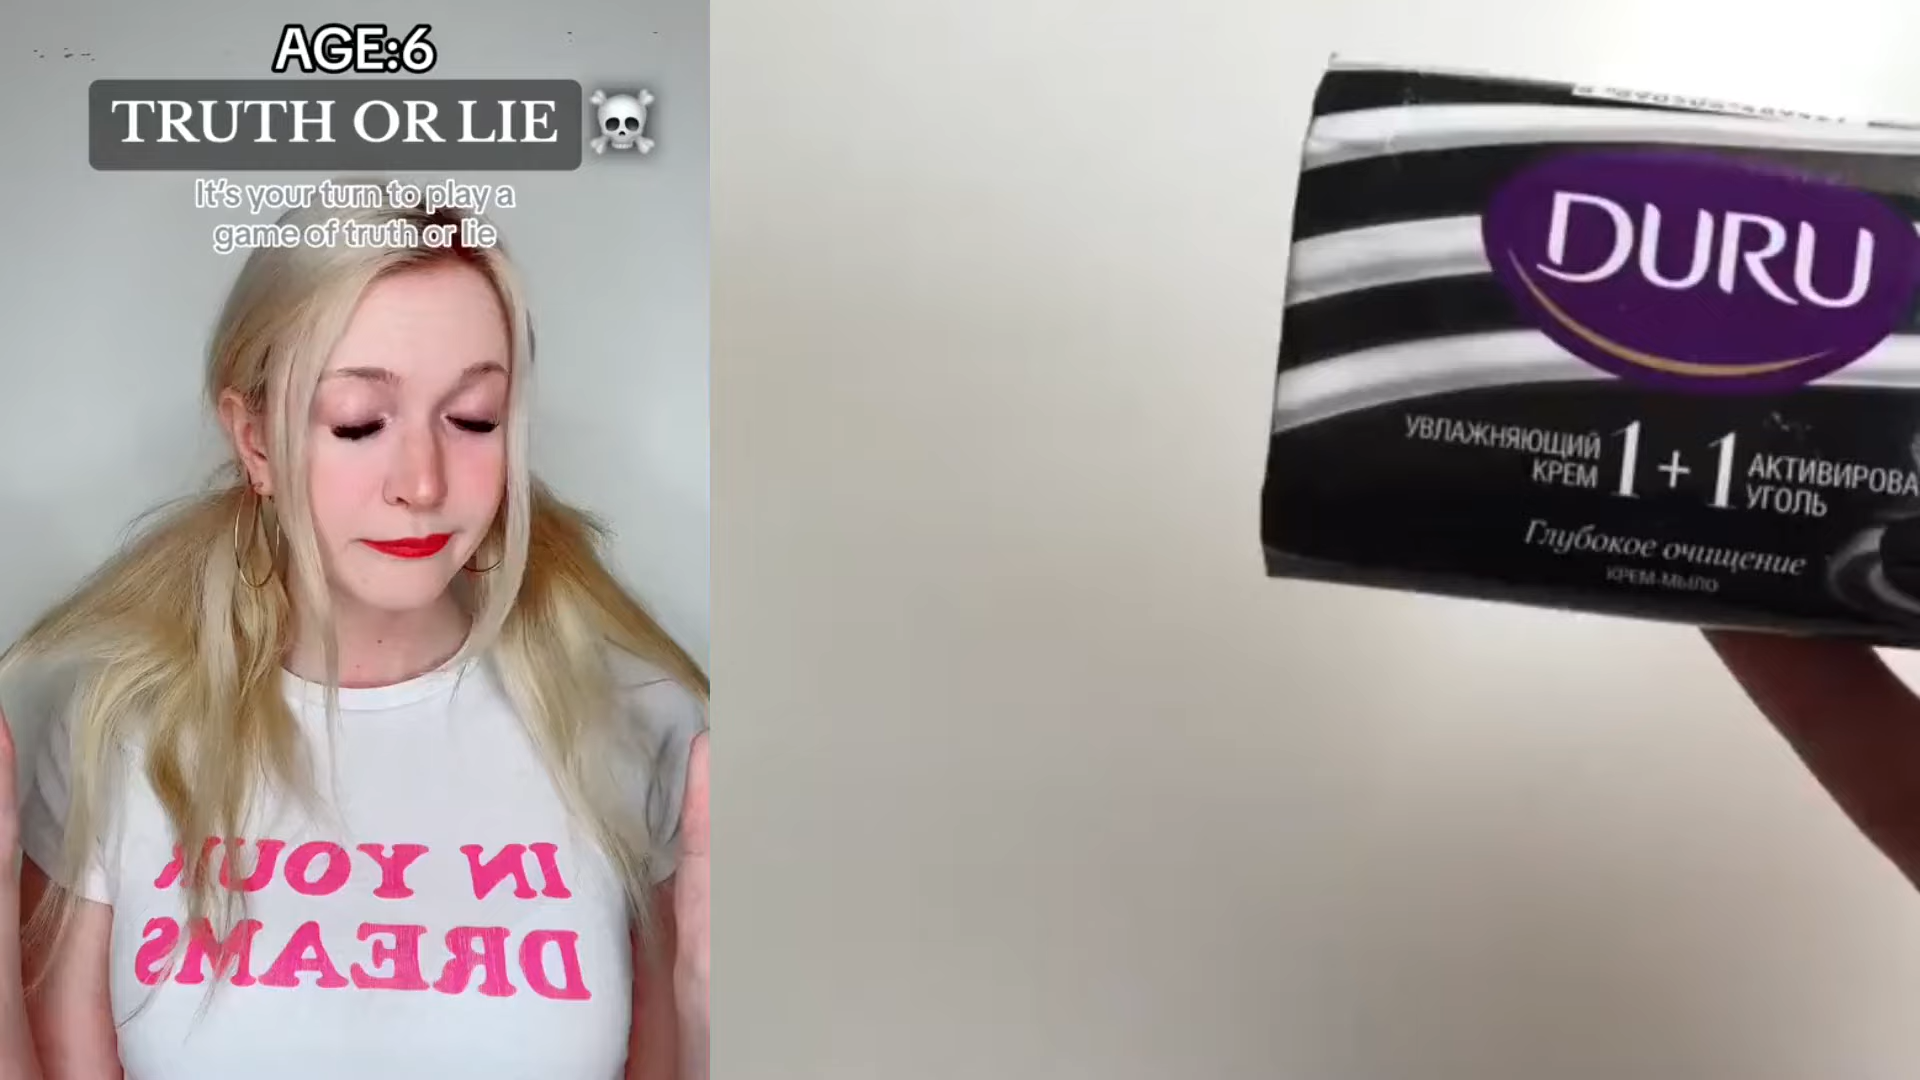 AGE:6
TRUTH OR LIE
It's your turn to play a
game of truth or lie
IN YOUR
DREAMS
DURU
УВЛАЖНЯЮЩИЙ
КРЕМ
1+1
АКТИВИРОВА
УГОЛЬ
Глубокое очищение
КРЕМ-МЫЛО